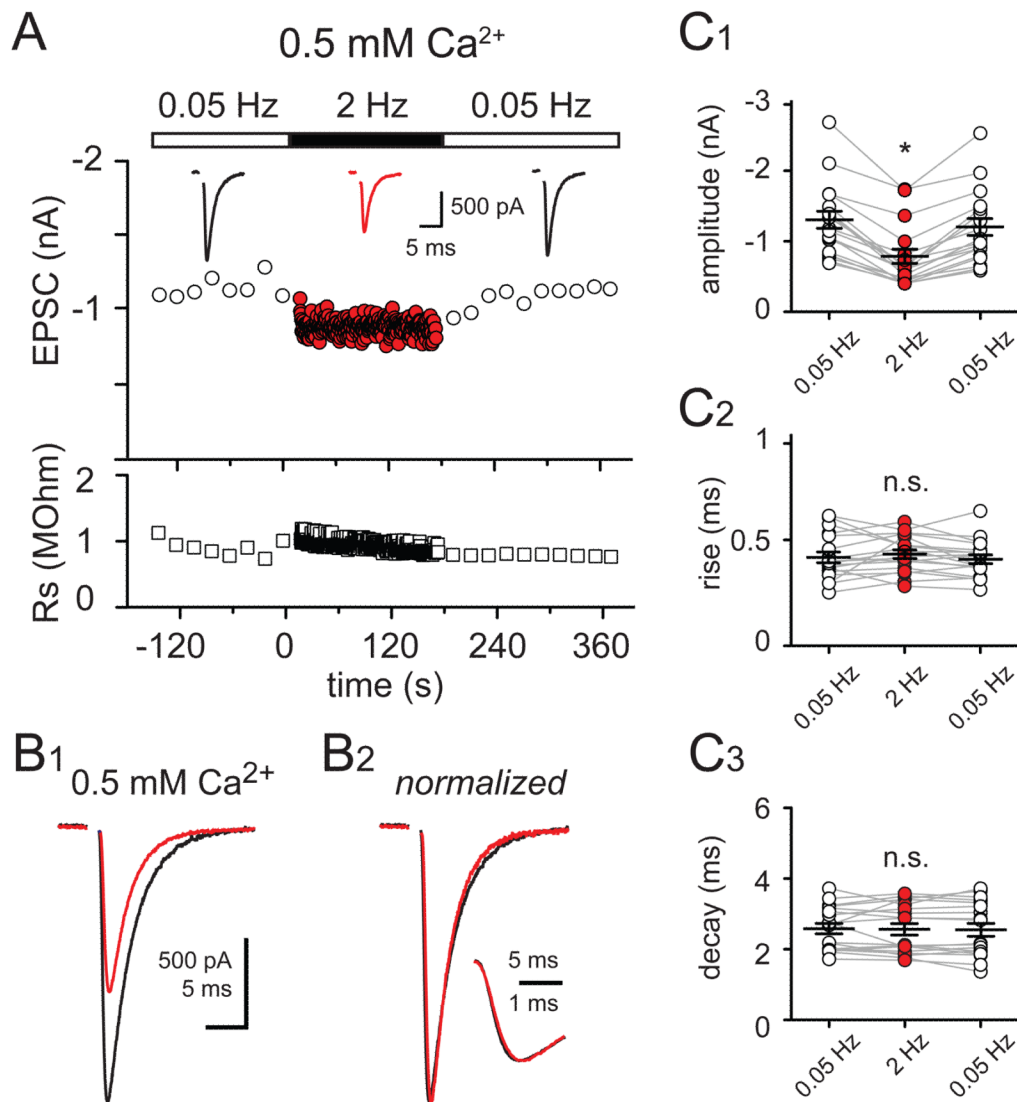 A
0.5 mM Ca²⁺
0.05 Hz 2 Hz 0.05 Hz
-2
-1
EPSC (nA)
500 pA
5 ms
2
1
0
Rs (MOhm)
-120 0 120 240 360
time (s)
B1
0.5 mM Ca²⁺
500 pA
5 ms
B2
normalized
5 ms
1 ms
C1
-3
-2
-1
0
amplitude (nA)
*
0.05 Hz 2 Hz 0.05 Hz
C2
1
0.5
0
rise (ms)
n.s.
0.05 Hz 2 Hz 0.05 Hz
C3
6
4
2
0
decay (ms)
n.s.
0.05 Hz 2 Hz 0.05 Hz